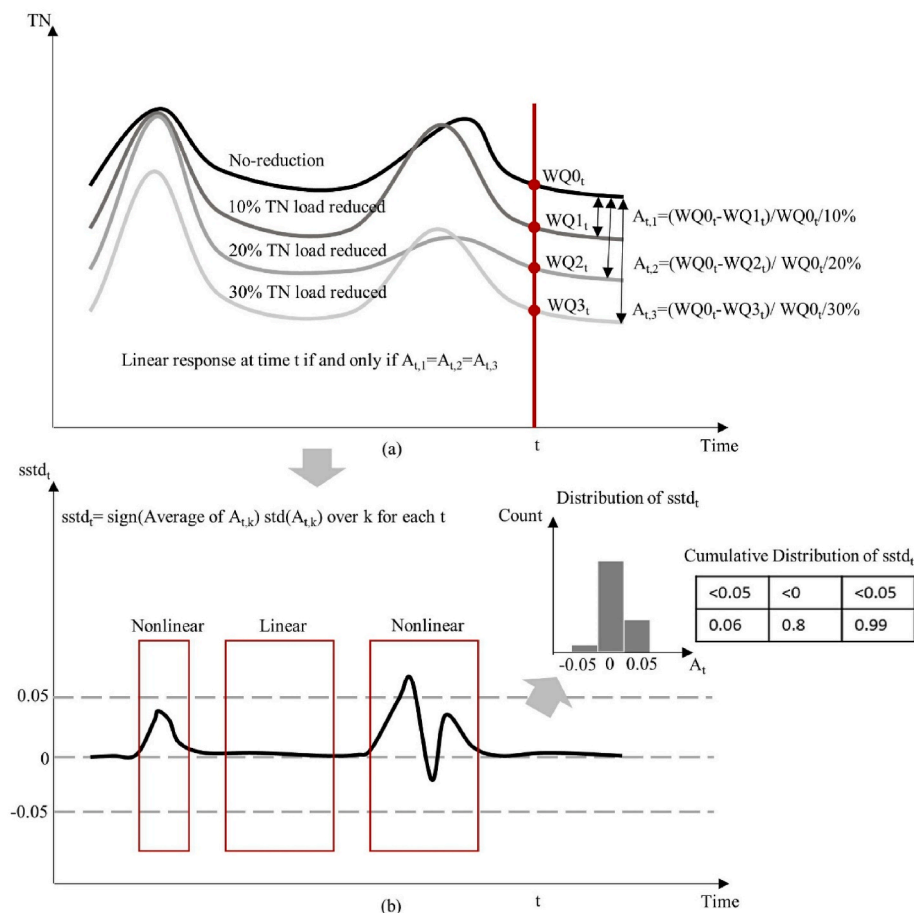 TN
No-reduction
10% TN load reduced
20% TN load reduced
30% TN load reduced
WQ0t
WQ1t
WQ2t
WQ3t
At,1=(WQ0t-WQ1t)/WQ0t/10%
At,2=(WQ0t-WQ2t)/ WQ0t/20%
At,3=(WQ0t-WQ3t)/ WQ0t/30%
Linear response at time t if and only if At,1=At,2=At,3
t
Time
(a)
sstdt
sstdt= sign(Average of At,k) std(At,k) over k for each t
Distribution of sstdt
Count
-0.05 0 0.05 At
Cumulative Distribution of sstdt
<0.05 <0 <0.05
0.06 0.8 0.99
Nonlinear Linear Nonlinear
0.05
0
-0.05
t
Time
(b)